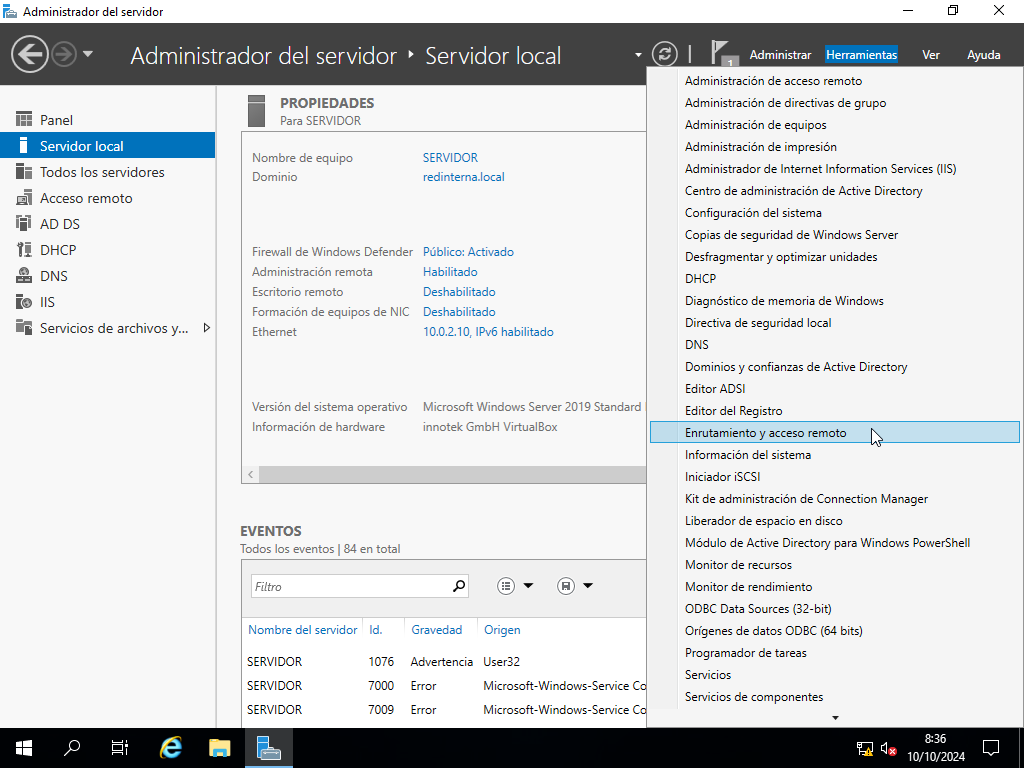 Administrador del servidor
Administrador del servidor
Servidor local
1
Administrar
Herramientas
Ver
Ayuda
Panel
Servidor local
Todos los servidores
Acceso remoto
AD DS
DHCP
DNS
IIS
Servicios de archivos y...
PROPIEDADES
Para SERVIDOR
Nombre de equipo SERVIDOR
Dominio redinterna.local
Firewall de Windows Defender Público: Activado
Administración remota Habilitado
Escritorio remoto Deshabilitado
Formación de equipos de NIC Deshabilitado
Ethernet 10.0.2.10, IPv6 habilitado
Versión del sistema operativo Microsoft Windows Server 2019 Standard
Información de hardware innotek GmbH VirtualBox
EVENTOS
Todos los eventos | 84 en total
Filtro
Nombre del servidor Id. Gravedad Origen
SERVIDOR 1076 Advertencia User32
SERVIDOR 7000 Error Microsoft-Windows-Service Co
SERVIDOR 7009 Error Microsoft-Windows-Service Co
Administración de acceso remoto
Administración de directivas de grupo
Administración de equipos
Administración de impresión
Administrador de Internet Information Services (IIS)
Centro de administración de Active Directory
Configuración del sistema
Copias de seguridad de Windows Server
Desfragmentar y optimizar unidades
DHCP
Diagnóstico de memoria de Windows
Directiva de seguridad local
DNS
Dominios y confianzas de Active Directory
Editor ADSI
Editor del Registro
Enrutamiento y acceso remoto
Información del sistema
Iniciador iSCSI
Kit de administración de Connection Manager
Liberador de espacio en disco
Módulo de Active Directory para Windows PowerShell
Monitor de recursos
Monitor de rendimiento
ODBC Data Sources (32-bit)
Orígenes de datos ODBC (64 bits)
Programador de tareas
Servicios
Servicios de componentes
8:36
10/10/2024